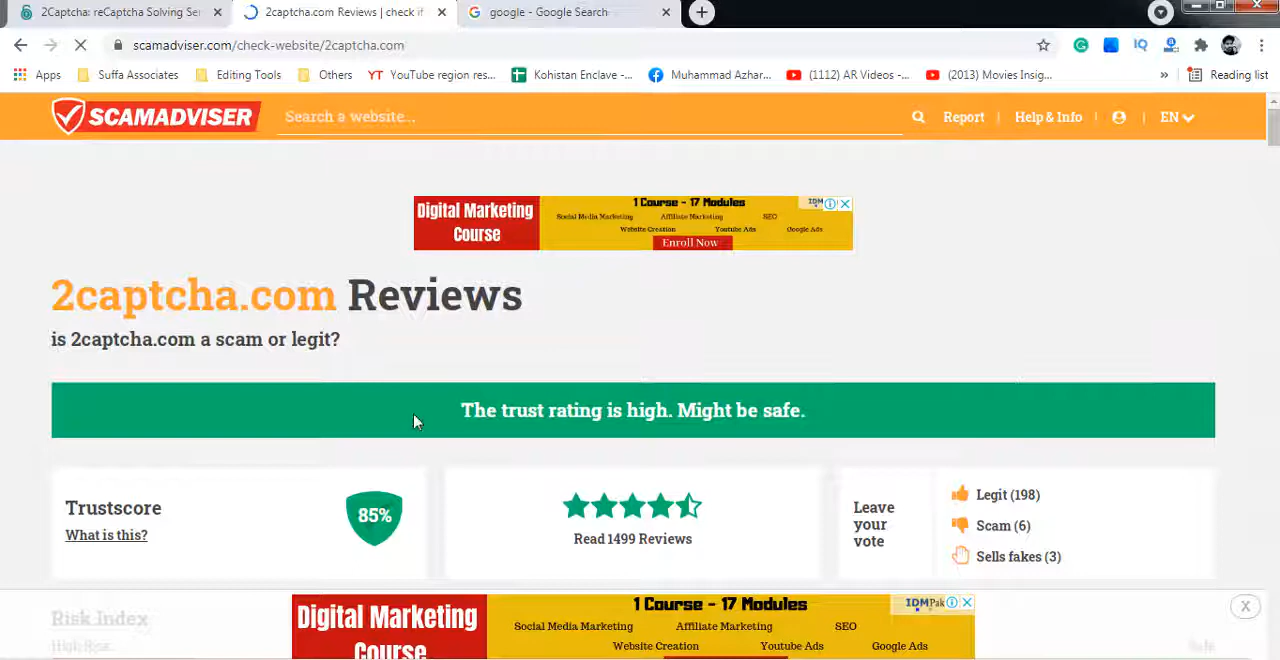 2Captcha: reCaptcha Solving Ser
2captcha.com Reviews | check if
google - Google Search
scamadviser.com/check-website/2captcha.com
IQ
Apps
Suffa Associates
Editing Tools
Others
YT YouTube region res...
Kohistan Enclave -...
Muhammad Azhar...
(1112) AR Videos -...
(2013) Movies Insig...
»
Reading list
SCAMADVISER
Search a website...
Report
Help & Info
EN
Digital Marketing
Course
1 Course - 17 Modules
Social Media Marketing Affiliate Marketing SEO
Website Creation Youtube Ads Google Ads
Enroll Now
2captcha.com Reviews
is 2captcha.com a scam or legit?
The trust rating is high. Might be safe.
Trustscore
What is this?
85%
Read 1499 Reviews
Leave
your
vote
Legit (198)
Scam (6)
Sells fakes (3)
Risk Index
High Risk
Safe
Digital Marketing
Course
1 Course - 17 Modules
Social Media Marketing Affiliate Marketing SEO
Website Creation Youtube Ads Google Ads
IDMPak
X